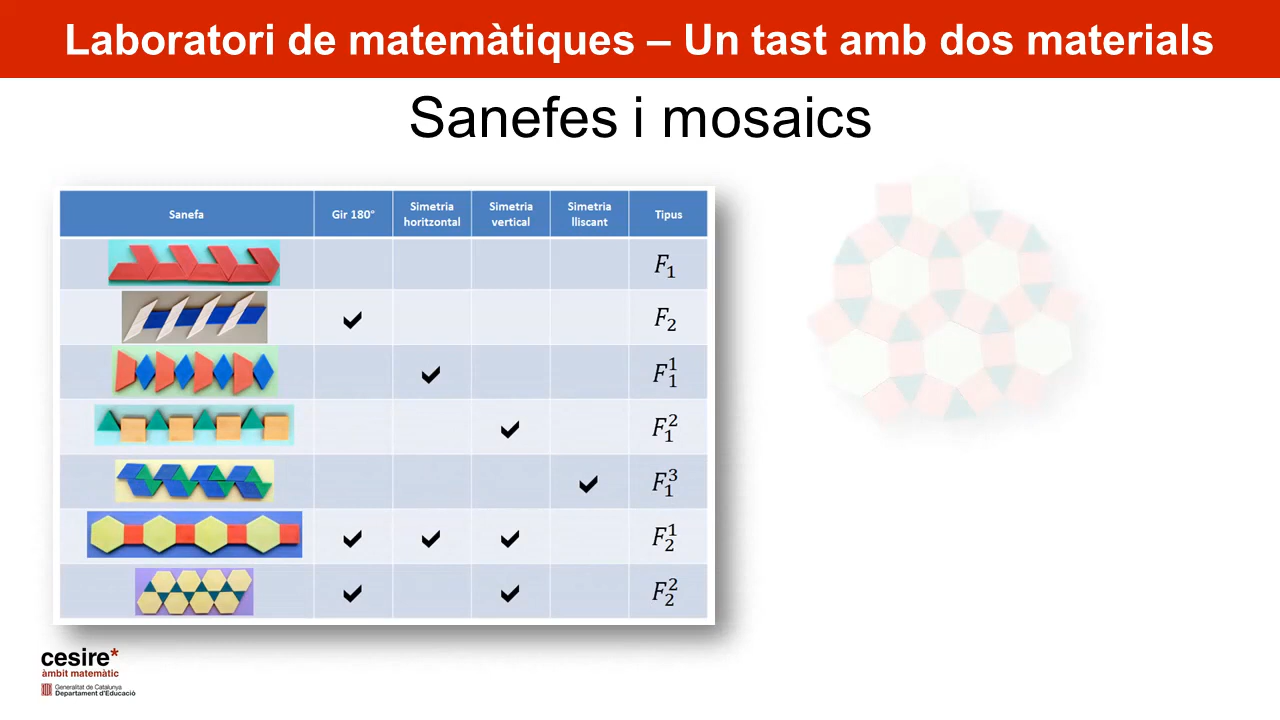 Laboratori de matemàtiques – Un tast amb dos materials
Sanefes i mosaics
Sanefa Gir 180° Simetria horitzontal Simetria vertical Simetria lliscant Tipus
F₁
✔ F₂
✔ F₁¹
✔ F₁²
✔ F₁³
✔ ✔ ✔ F₂¹
✔ ✔ F₂²
cesire*
àmbit matemàtic
Generalitat de Catalunya
Departament d'Educació